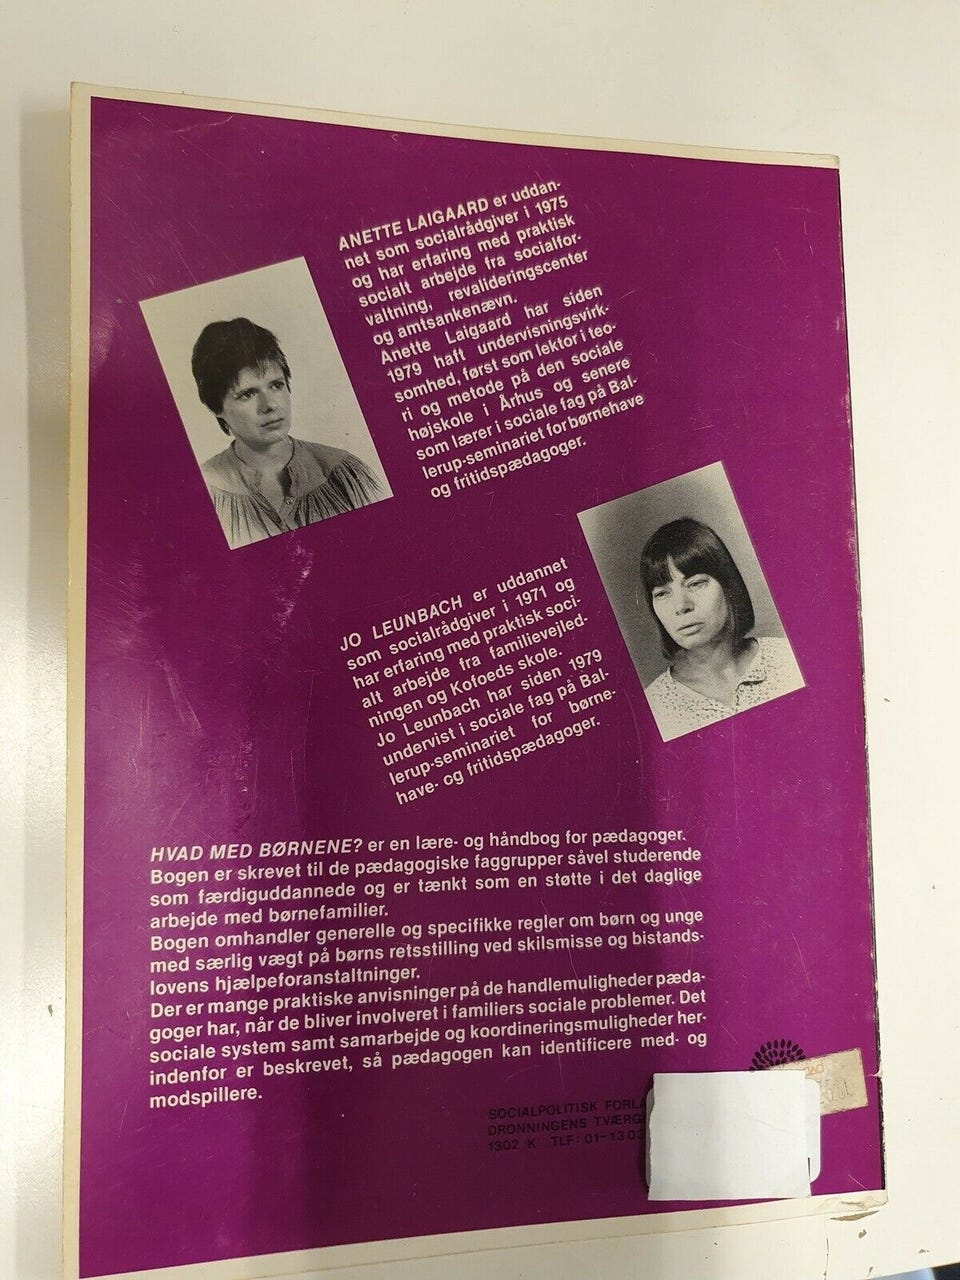 ANETTE LAIGAARD er uddan-
net som socialrådgiver i 1975
og har erfaring med praktisk
socialt arbejde fra socialfor-
valtning, revalideringscenter
og amtsankenævn.
Anette Laigaard har siden
1979 haft undervisningsvirk-
somhed, først som lektor i teo-
ri og metode på den sociale
højskole i Århus og senere
som lærer i sociale fag på Bal-
lerup-seminariet for børnehave
og fritidspædagoger.
JO LEUNBACH er uddannet
som socialrådgiver i 1971 og
har erfaring med praktisk soci-
alt arbejde fra familievejled-
ningen og Kofoeds skole.
Jo Leunbach har siden 1979
undervist i sociale fag på Bal-
lerup-seminariet for børne-
have- og fritidspædagoger.
HVAD MED BØRNENE? er en lære- og håndbog for pædagoger.
Bogen er skrevet til de pædagogiske faggrupper såvel studerende
som færdiguddannede og er tænkt som en støtte i det daglige
arbejde med børnefamilier.
Bogen omhandler generelle og specifikke regler om børn og unge
med særlig vægt på børns retsstilling ved skilsmisse og bistands-
lovens hjælpeforanstaltninger.
Der er mange praktiske anvisninger på de handlemuligheder pæda-
goger har, når de bliver involveret i familiers sociale problemer. Det
sociale system samt samarbejde og koordineringsmuligheder her-
indenfor er beskrevet, så pædagogen kan identificere med- og
modspillere.
SOCIALPOLITISK FORLA
DRONNINGENS TVÆRG
1302 K TLF: 01-13 03